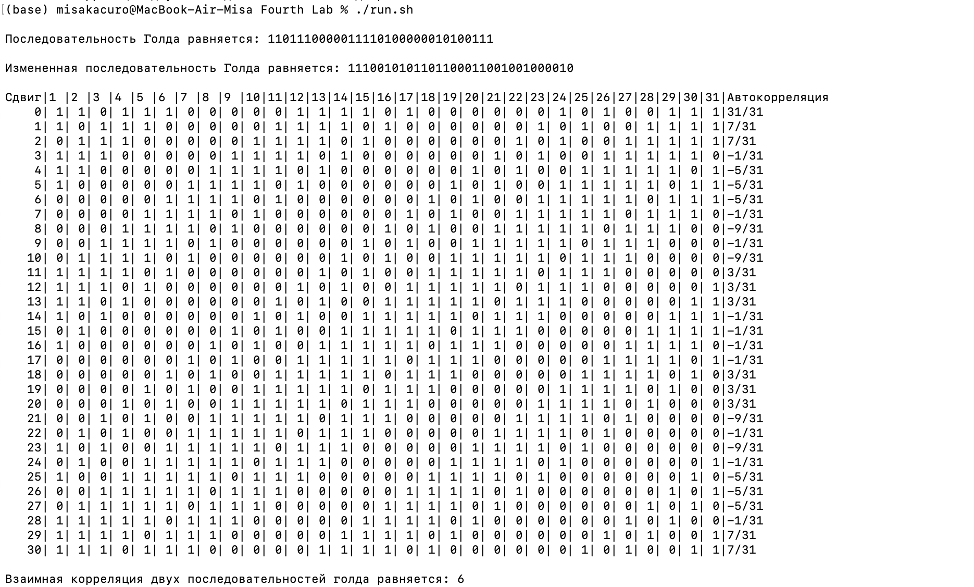 (base) misakacuro@MacBook-Air-Misa Fourth Lab % ./run.sh
Последовательность Голда равняется: 1101110000011110100000010100111
Измененная последовательность Голда равняется: 1110010101101100011001001000010
Сдвиг|1 |2 |3 |4 |5 |6 |7 |8 |9 |10|11|12|13|14|15|16|17|18|19|20|21|22|23|24|25|26|27|28|29|30|31|Автокорреляция
0| 1| 1| 0| 1| 1| 1| 0| 0| 0| 0| 0| 1| 1| 1| 1| 0| 1| 0| 0| 0| 0| 0| 0| 1| 0| 1| 0| 0| 1| 1| 1|31/31
1| 1| 0| 1| 1| 1| 0| 0| 0| 0| 0| 1| 1| 1| 1| 0| 1| 0| 0| 0| 0| 0| 0| 1| 0| 1| 0| 0| 1| 1| 1| 1|7/31
2| 0| 1| 1| 1| 0| 0| 0| 0| 0| 1| 1| 1| 1| 0| 1| 0| 0| 0| 0| 0| 0| 1| 0| 1| 0| 0| 1| 1| 1| 1| 1|7/31
3| 1| 1| 1| 0| 0| 0| 0| 0| 1| 1| 1| 1| 0| 1| 0| 0| 0| 0| 0| 0| 1| 0| 1| 0| 0| 1| 1| 1| 1| 1| 0|-1/31
4| 1| 1| 0| 0| 0| 0| 0| 1| 1| 1| 1| 0| 1| 0| 0| 0| 0| 0| 0| 1| 0| 1| 0| 0| 1| 1| 1| 1| 1| 0| 1|-5/31
5| 1| 0| 0| 0| 0| 0| 1| 1| 1| 1| 0| 1| 0| 0| 0| 0| 0| 0| 1| 0| 1| 0| 0| 1| 1| 1| 1| 1| 0| 1| 1|-5/31
6| 0| 0| 0| 0| 0| 1| 1| 1| 1| 0| 1| 0| 0| 0| 0| 0| 0| 1| 0| 1| 0| 0| 1| 1| 1| 1| 1| 0| 1| 1| 1|-5/31
7| 0| 0| 0| 0| 1| 1| 1| 1| 0| 1| 0| 0| 0| 0| 0| 0| 1| 0| 1| 0| 0| 1| 1| 1| 1| 1| 0| 1| 1| 1| 0|-1/31
8| 0| 0| 0| 1| 1| 1| 1| 0| 1| 0| 0| 0| 0| 0| 0| 1| 0| 1| 0| 0| 1| 1| 1| 1| 1| 0| 1| 1| 1| 0| 0|-9/31
9| 0| 0| 1| 1| 1| 1| 0| 1| 0| 0| 0| 0| 0| 0| 1| 0| 1| 0| 0| 1| 1| 1| 1| 1| 0| 1| 1| 1| 0| 0| 0|-1/31
10| 0| 1| 1| 1| 1| 0| 1| 0| 0| 0| 0| 0| 0| 1| 0| 1| 0| 0| 1| 1| 1| 1| 1| 0| 1| 1| 1| 0| 0| 0| 0|-9/31
11| 1| 1| 1| 1| 0| 1| 0| 0| 0| 0| 0| 0| 1| 0| 1| 0| 0| 1| 1| 1| 1| 1| 0| 1| 1| 1| 0| 0| 0| 0| 0|3/31
12| 1| 1| 1| 0| 1| 0| 0| 0| 0| 0| 0| 1| 0| 1| 0| 0| 1| 1| 1| 1| 1| 0| 1| 1| 1| 0| 0| 0| 0| 0| 1|3/31
13| 1| 1| 0| 1| 0| 0| 0| 0| 0| 0| 1| 0| 1| 0| 0| 1| 1| 1| 1| 1| 0| 1| 1| 1| 0| 0| 0| 0| 0| 1| 1|3/31
14| 1| 0| 1| 0| 0| 0| 0| 0| 0| 1| 0| 1| 0| 0| 1| 1| 1| 1| 1| 0| 1| 1| 1| 0| 0| 0| 0| 0| 1| 1| 1|-1/31
15| 0| 1| 0| 0| 0| 0| 0| 0| 1| 0| 1| 0| 0| 1| 1| 1| 1| 1| 0| 1| 1| 1| 0| 0| 0| 0| 0| 1| 1| 1| 1|-1/31
16| 1| 0| 0| 0| 0| 0| 0| 1| 0| 1| 0| 0| 1| 1| 1| 1| 1| 0| 1| 1| 1| 0| 0| 0| 0| 0| 1| 1| 1| 1| 0|-1/31
17| 0| 0| 0| 0| 0| 0| 1| 0| 1| 0| 0| 1| 1| 1| 1| 1| 0| 1| 1| 1| 0| 0| 0| 0| 0| 1| 1| 1| 1| 0| 1|-1/31
18| 0| 0| 0| 0| 0| 1| 0| 1| 0| 0| 1| 1| 1| 1| 1| 0| 1| 1| 1| 0| 0| 0| 0| 0| 1| 1| 1| 1| 0| 1| 0|3/31
19| 0| 0| 0| 0| 1| 0| 1| 0| 0| 1| 1| 1| 1| 1| 0| 1| 1| 1| 0| 0| 0| 0| 0| 1| 1| 1| 1| 0| 1| 0| 0|3/31
20| 0| 0| 0| 1| 0| 1| 0| 0| 1| 1| 1| 1| 1| 0| 1| 1| 1| 0| 0| 0| 0| 0| 1| 1| 1| 1| 0| 1| 0| 0| 0|3/31
21| 0| 0| 1| 0| 1| 0| 0| 1| 1| 1| 1| 1| 0| 1| 1| 1| 0| 0| 0| 0| 0| 1| 1| 1| 1| 0| 1| 0| 0| 0| 0|-9/31
22| 0| 1| 0| 1| 0| 0| 1| 1| 1| 1| 1| 0| 1| 1| 1| 0| 0| 0| 0| 0| 1| 1| 1| 1| 0| 1| 0| 0| 0| 0| 0|-1/31
23| 1| 0| 1| 0| 0| 1| 1| 1| 1| 1| 0| 1| 1| 1| 0| 0| 0| 0| 0| 1| 1| 1| 1| 0| 1| 0| 0| 0| 0| 0| 0|-9/31
24| 0| 1| 0| 0| 1| 1| 1| 1| 1| 0| 1| 1| 1| 0| 0| 0| 0| 0| 1| 1| 1| 1| 0| 1| 0| 0| 0| 0| 0| 0| 1|-1/31
25| 1| 0| 0| 1| 1| 1| 1| 1| 0| 1| 1| 1| 0| 0| 0| 0| 0| 1| 1| 1| 1| 0| 1| 0| 0| 0| 0| 0| 0| 1| 0|-5/31
26| 0| 0| 1| 1| 1| 1| 1| 0| 1| 1| 1| 0| 0| 0| 0| 0| 1| 1| 1| 1| 0| 1| 0| 0| 0| 0| 0| 0| 1| 0| 1|-5/31
27| 0| 1| 1| 1| 1| 1| 0| 1| 1| 1| 0| 0| 0| 0| 0| 1| 1| 1| 1| 0| 1| 0| 0| 0| 0| 0| 0| 1| 0| 1| 0|-5/31
28| 1| 1| 1| 1| 1| 0| 1| 1| 1| 0| 0| 0| 0| 0| 1| 1| 1| 1| 0| 1| 0| 0| 0| 0| 0| 0| 1| 0| 1| 0| 0|-1/31
29| 1| 1| 1| 1| 0| 1| 1| 1| 0| 0| 0| 0| 0| 1| 1| 1| 1| 0| 1| 0| 0| 0| 0| 0| 0| 1| 0| 1| 0| 0| 1|7/31
30| 1| 1| 1| 0| 1| 1| 1| 0| 0| 0| 0| 0| 1| 1| 1| 1| 0| 1| 0| 0| 0| 0| 0| 0| 1| 0| 1| 0| 0| 1| 1|7/31
Взаимная корреляция двух последовательностей голда равняется: 6